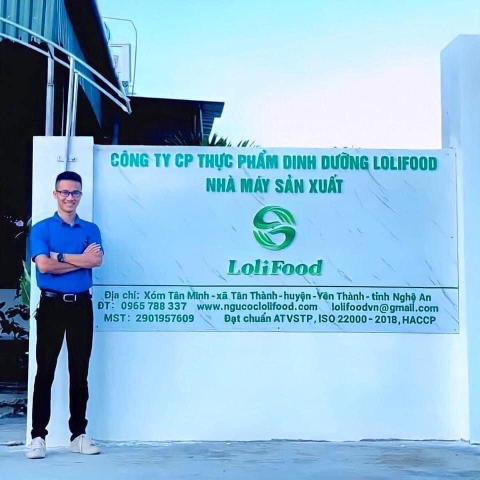 CÔNG TY CP THỰC PHẨM DINH DƯỠNG LOLIFOOD
NHÀ MÁY SẢN XUẤT
LoliFood
Địa chỉ: Xóm Tân Minh - xã Tân Thành - huyện - Yên Thành - tỉnh Nghệ An
ĐT: 0965 788 337 www.ngucoclolifood.com lolifoodvn@gmail.com
MST: 2901957609 Đạt chuẩn ATVSTP, ISO 22000 - 2018, HACCP